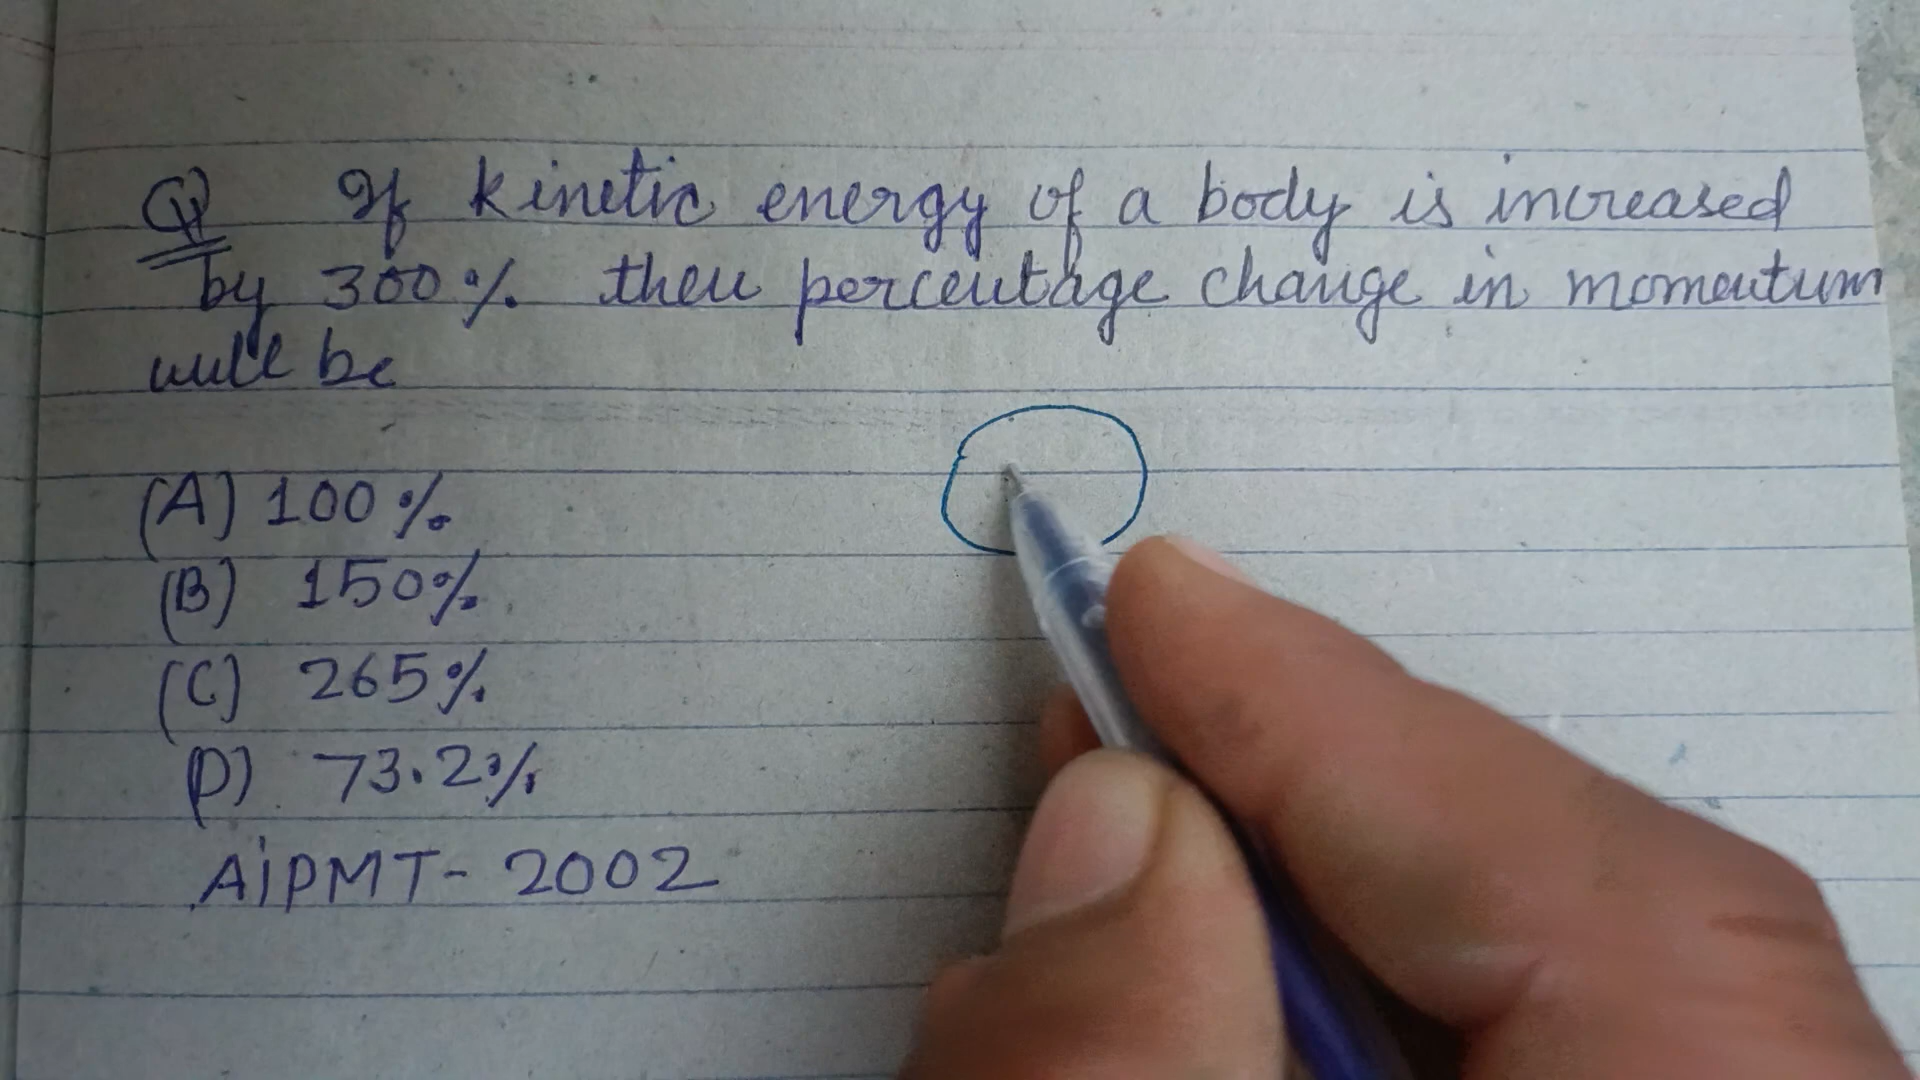 Q If kinetic energy of a body is increased
by 300%. then percentage change in momentum
will be
(A) 100%.
(B) 150%.
(C) 265%.
D) 73.2%.
AiPMT- 2002